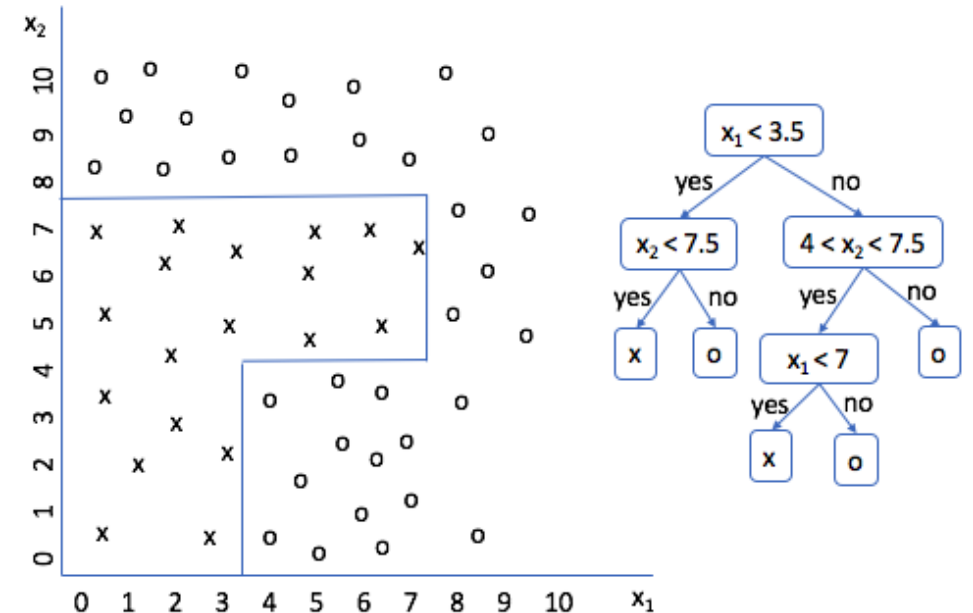 x₂
10
9
8
7
6
5
4
3
2
1
0
0 1 2 3 4 5 6 7 8 9 10 x₁
o o o o o o o
o o o o
o o o o o o
o o
x x x x x
x x x o
x x x x o o
x
x o o o o
x x o o o
x o
o o
x x o o o o
x₁ < 3.5
yes no
x₂ < 7.5 4 < x₂ < 7.5
yes no yes no
x o x₁ < 7 o
yes no
x o